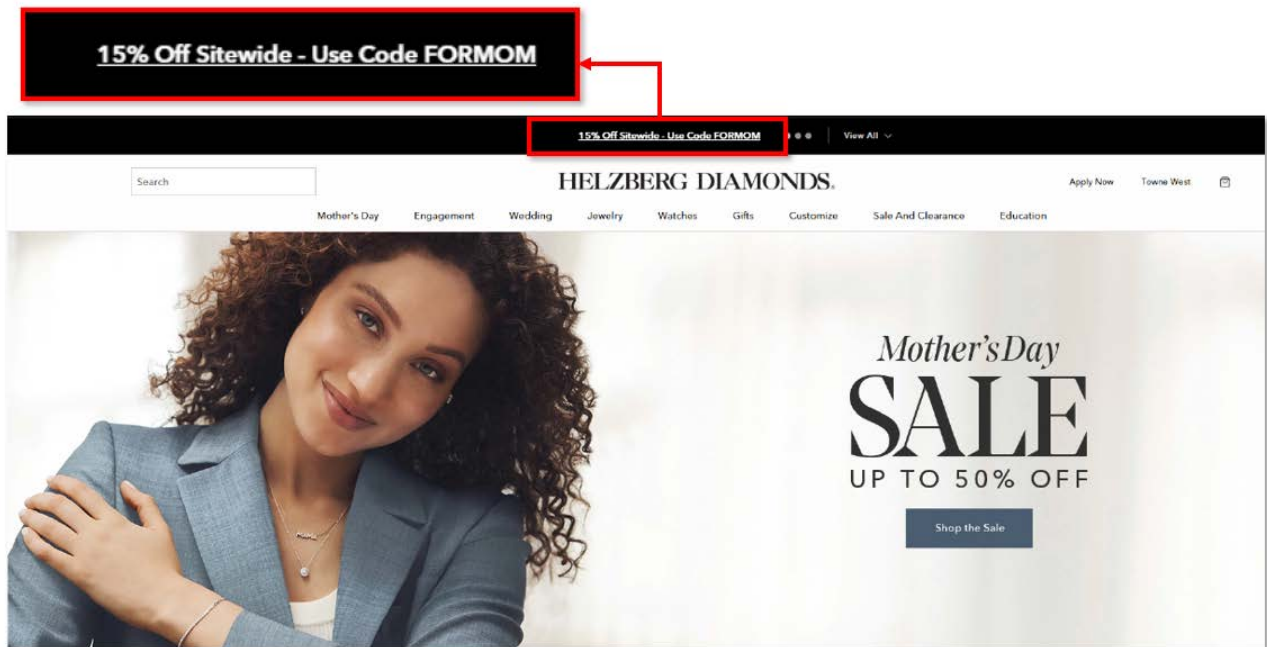 15% Off Sitewide - Use Code FORMOM
15% Off Sitewide - Use Code FORMOM
View All
Search
HELZBERG DIAMONDS.
Apply Now
Towne West
Mother's Day
Engagement
Wedding
Jewelry
Watches
Gifts
Customize
Sale And Clearance
Education
Mother's Day
SALE
UP TO 50% OFF
Shop the Sale
MAMA